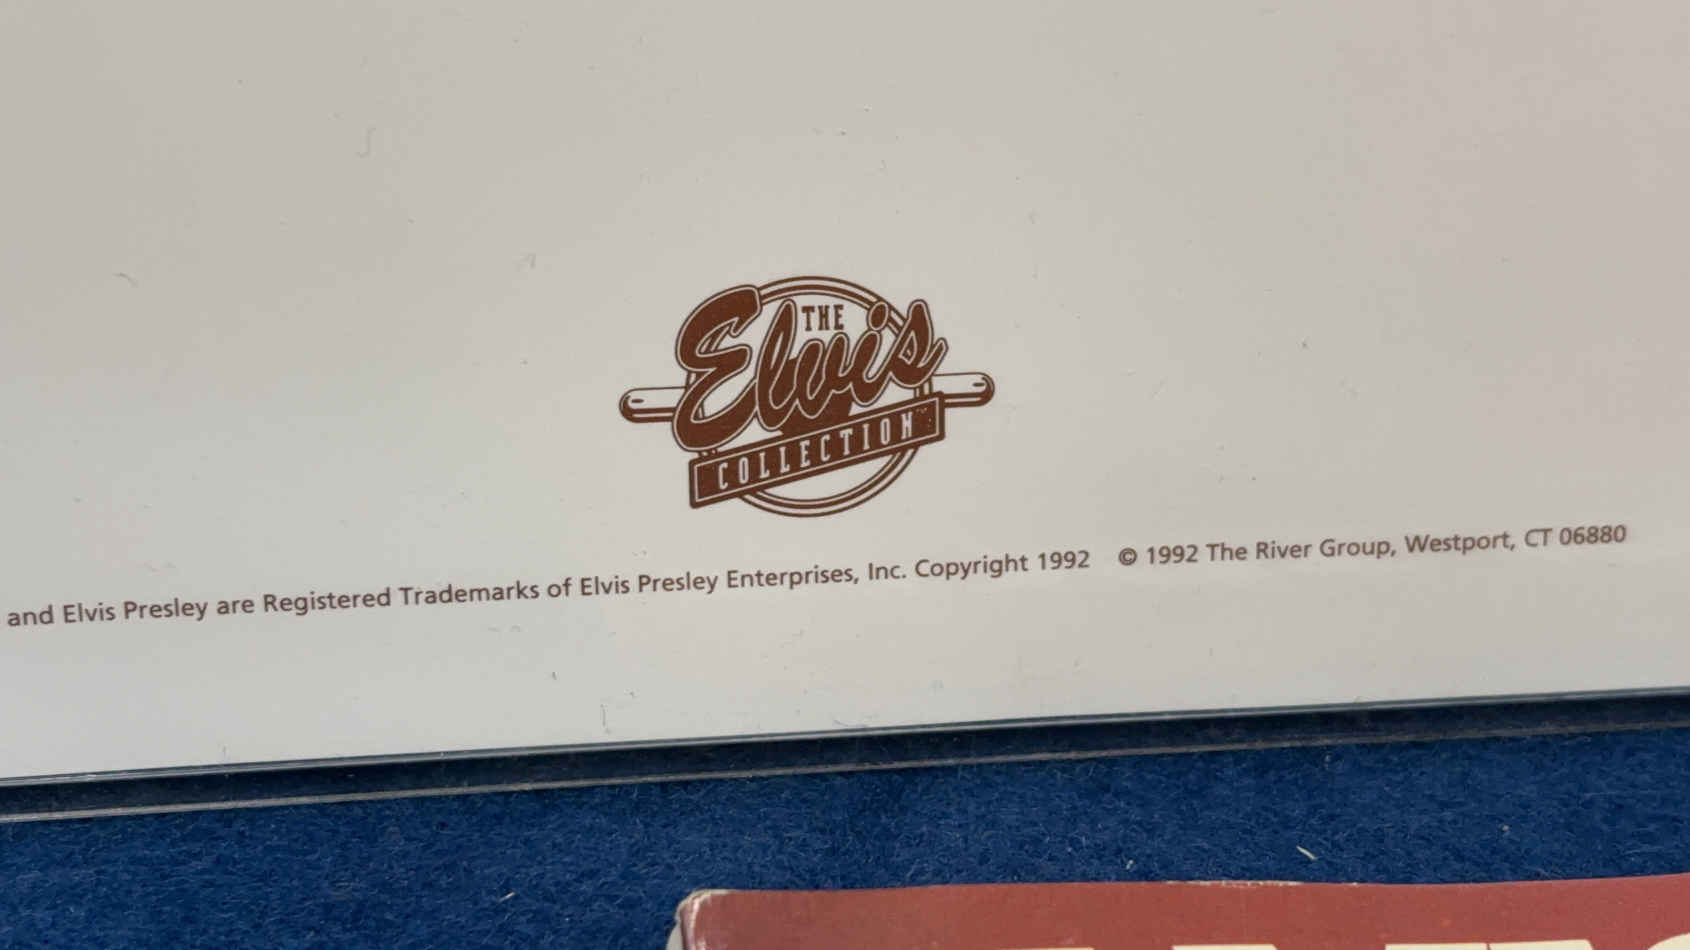 THE
Elvis
COLLECTION™
and Elvis Presley are Registered Trademarks of Elvis Presley Enterprises, Inc. Copyright 1992 © 1992 The River Group, Westport, CT 06880